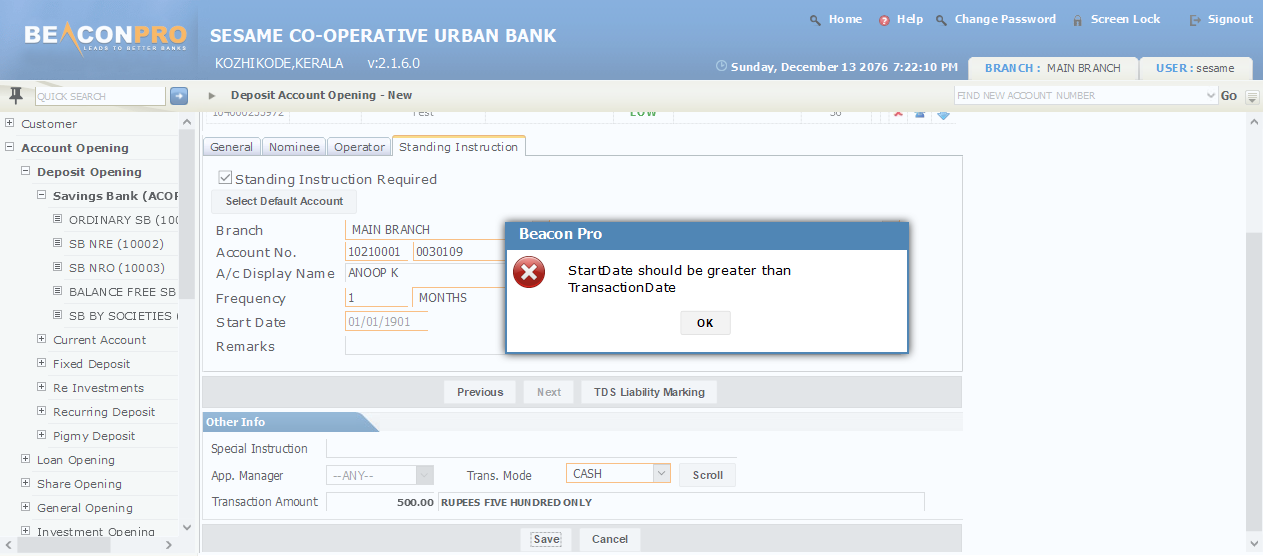 Home Help Change Password Screen Lock Signout
BEACONPRO
LEADS TO BETTER BANKS
SESAME CO-OPERATIVE URBAN BANK
KOZHIKODE,KERALA v:2.1.6.0
Sunday, December 13 2076 7:22:10 PM BRANCH : MAIN BRANCH USER : sesame
QUICK SEARCH Deposit Account Opening - New FIND NEW ACCOUNT NUMBER Go
Test LOW
Customer
Account Opening
Deposit Opening
Savings Bank (ACOP
ORDINARY SB (100
SB NRE (10002)
SB NRO (10003)
BALANCE FREE SB
SB BY SOCIETIES (
Current Account
Fixed Deposit
Re Investments
Recurring Deposit
Pigmy Deposit
Loan Opening
Share Opening
General Opening
Investment Opening
General Nominee Operator Standing Instruction
Standing Instruction Required
Select Default Account
Branch MAIN BRANCH
Account No. 10210001 0030109
A/c Display Name ANOOP K
Frequency 1 MONTHS
Start Date 01/01/1901
Remarks
Beacon Pro
StartDate should be greater than
TransactionDate
OK
Previous Next TDS Liability Marking
Other Info
Special Instruction
App. Manager --ANY-- Trans. Mode CASH Scroll
Transaction Amount 500.00 RUPEES FIVE HUNDRED ONLY
Save Cancel